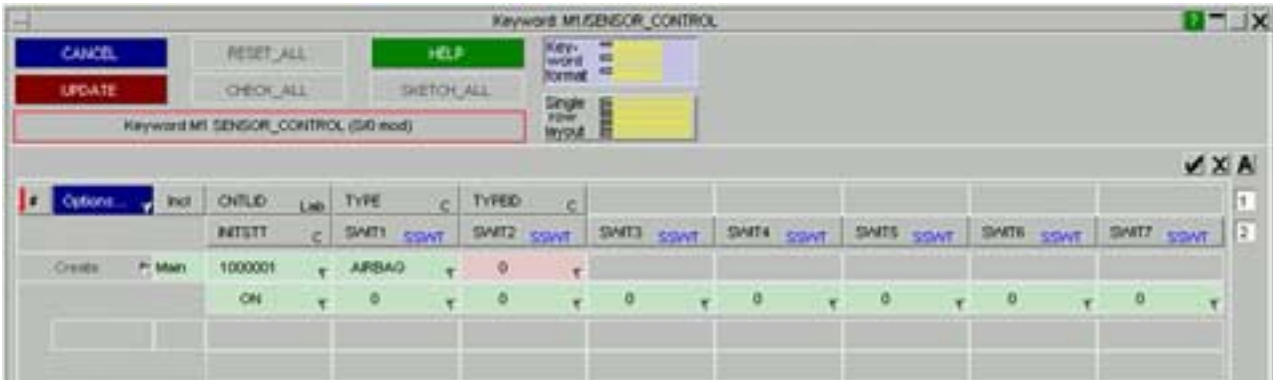 Keyword: M1/SENSOR_CONTROL
? X
CANCEL RESET_ALL HELP
UPDATE CHECK_ALL SKETCH_ALL
Key-
word
format
Single
row
layout
Keyword M1 SENSOR_CONTROL (5/0 mod)
X A
# Options... Incl CNTLID Lab TYPE C TYPEID C 1
INITSTT C SWIT1 SSWT SWIT2 SSWT SWIT3 SSWT SWIT4 SSWT SWIT5 SSWT SWIT6 SSWT SWIT7 SSWT 2
Create Main 1000001 AIRBAG 0
ON 0 0 0 0 0 0 0